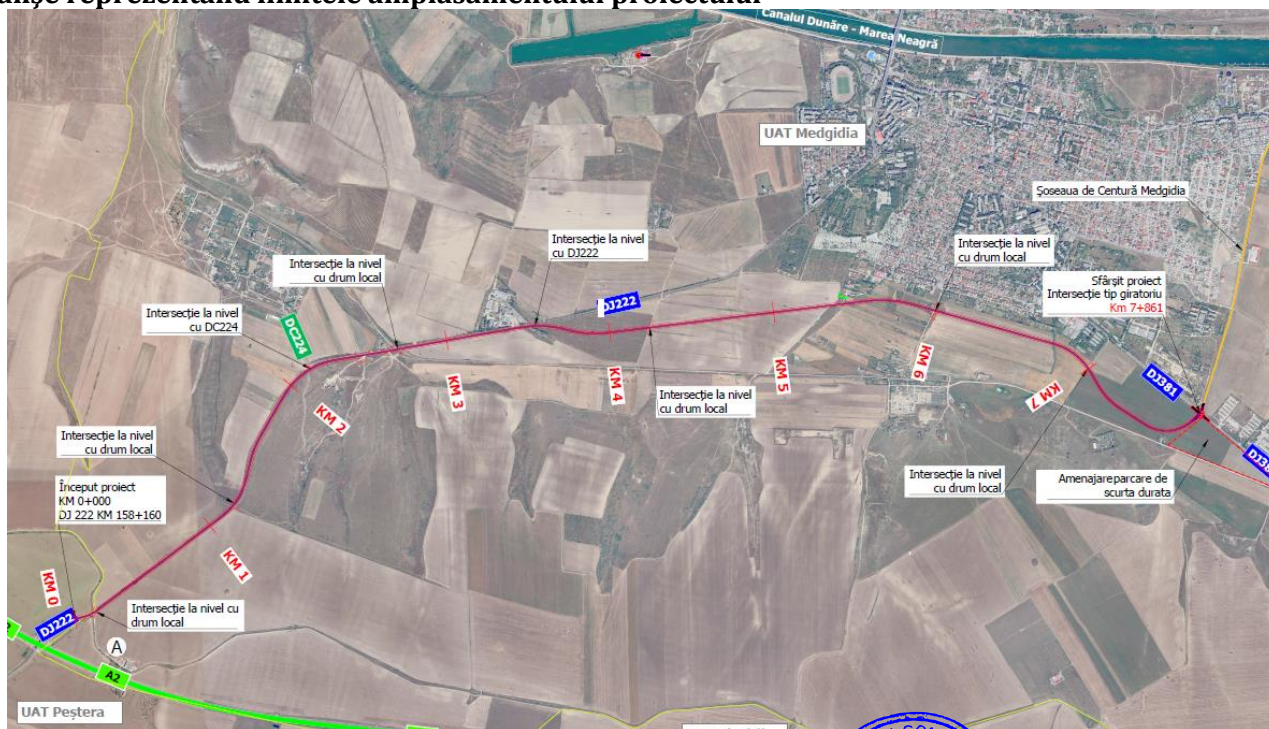 reprezentând limitele amplasamentului proiectului
Canalul Dunăre - Marea Neagră
UAT Medgidia
Șoseaua de Centură Medgidia
Intersecție la nivel
cu DJ222
Intersecție la nivel
cu drum local
Intersecție la nivel
cu drum local
Sfârșit proiect
Intersecție tip giratoriu
Km 7+861
DJ222
Intersecție la nivel
cu DC224
DC224
KM 2
KM 3
KM 4
KM 5
KM 6
KM 7
DJ381
Intersecție la nivel
cu drum local
Intersecție la nivel
cu drum local
Intersecție la nivel
cu drum local
Amenajareparcare de
scurta durata
Început proiect
KM 0+000
DJ 222 KM 158+160
KM 1
KM 0
DJ222
Intersecție la nivel cu
drum local
A
A2
UAT Peștera